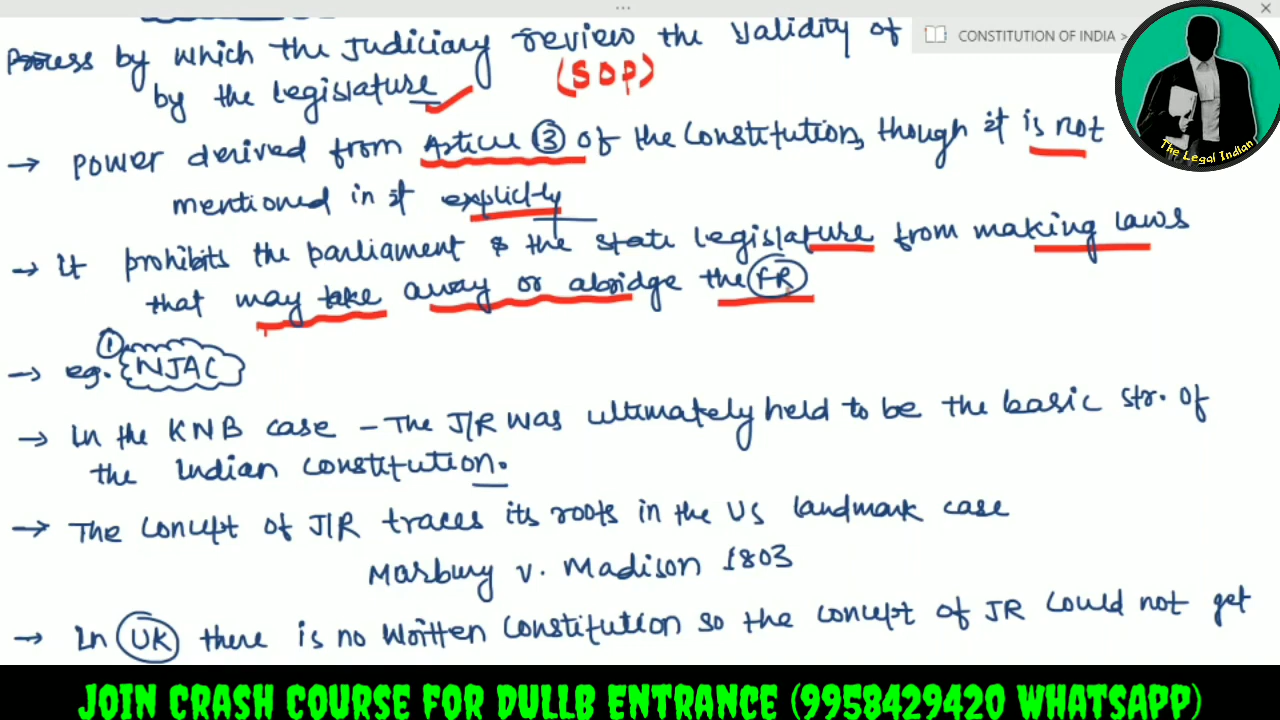 Process by which the Judiciary review the validity of
by the legislature (SOP)
CONSTITUTION OF INDIA >
→ Power derived from Article ③ of the Constitution, though it is not
mentioned in it explicitly
→ It prohibits the parliament & the state legislature from making laws
that may take away or abridge the FR
→ eg. ① NJAC
→ In the KNB case - The J/R was ultimately held to be the basic str. of
the Indian constitution.
→ The concept of J/R traces its roots in the US landmark case
Marbury v. Madison 1803
→ In UK there is no written constitution so the concept of JR could not get
The Legal Indian
JOIN CRASH COURSE FOR DULLB ENTRANCE (9958429420 WHATSAPP)